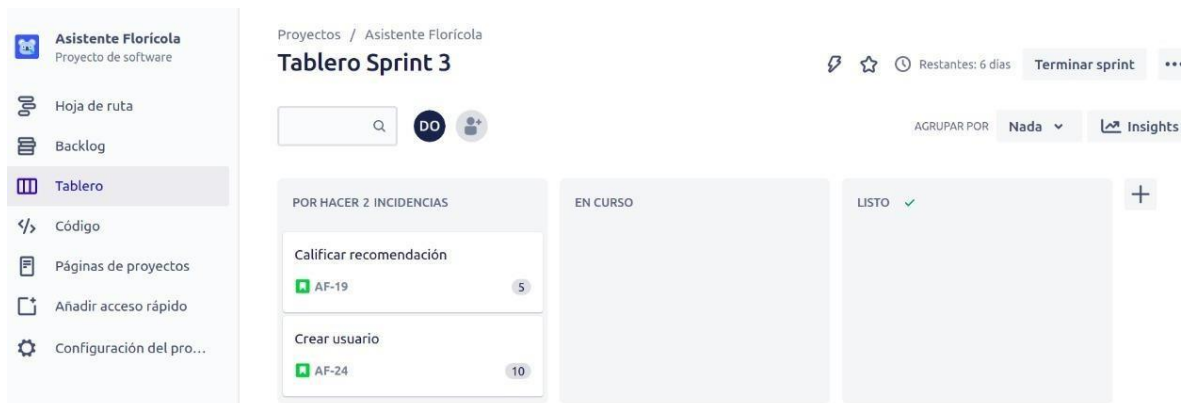 Asistente Florícola
Proyecto de software
Hoja de ruta
Backlog
Tablero
Código
Páginas de proyectos
Añadir acceso rápido
Configuración del pro...
Proyectos / Asistente Florícola
Tablero Sprint 3
Restantes: 6 días
Terminar sprint
DO
AGRUPAR POR
Nada
Insights
POR HACER 2 INCIDENCIAS
Calificar recomendación
AF-19
5
Crear usuario
AF-24
10
EN CURSO
LISTO